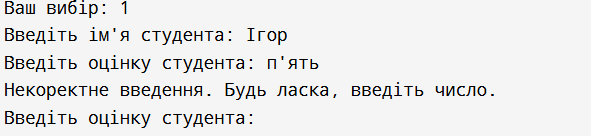 Ваш вибір: 1
Введіть ім'я студента: Ігор
Введіть оцінку студента: п'ять
Некоректне введення. Будь ласка, введіть число.
Введіть оцінку студента: